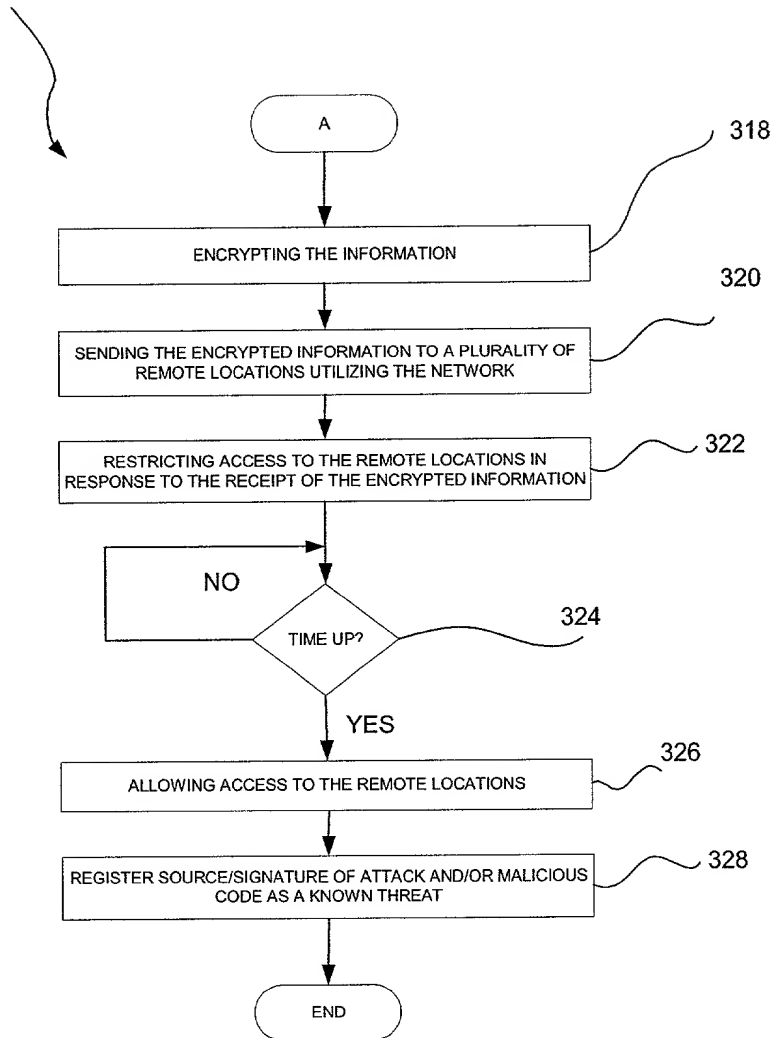 A
318
ENCRYPTING THE INFORMATION
320
SENDING THE ENCRYPTED INFORMATION TO A PLURALITY OF
REMOTE LOCATIONS UTILIZING THE NETWORK
322
RESTRICTING ACCESS TO THE REMOTE LOCATIONS IN
RESPONSE TO THE RECEIPT OF THE ENCRYPTED INFORMATION
NO
TIME UP?
324
YES
326
ALLOWING ACCESS TO THE REMOTE LOCATIONS
328
REGISTER SOURCE/SIGNATURE OF ATTACK AND/OR MALICIOUS
CODE AS A KNOWN THREAT
END